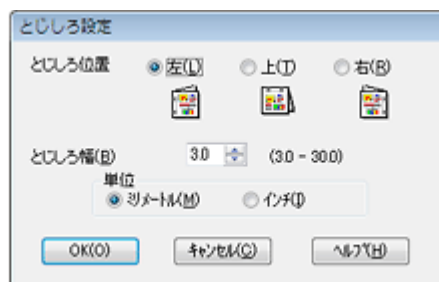 とじしろ設定
とじしろ位置 左(L) 上(T) 右(R)
とじしろ幅(B) 3.0 (3.0 - 30.0)
単位
ミリメートル(M) インチ(I)
OK(O) キャンセル(C) ヘルプ(H)